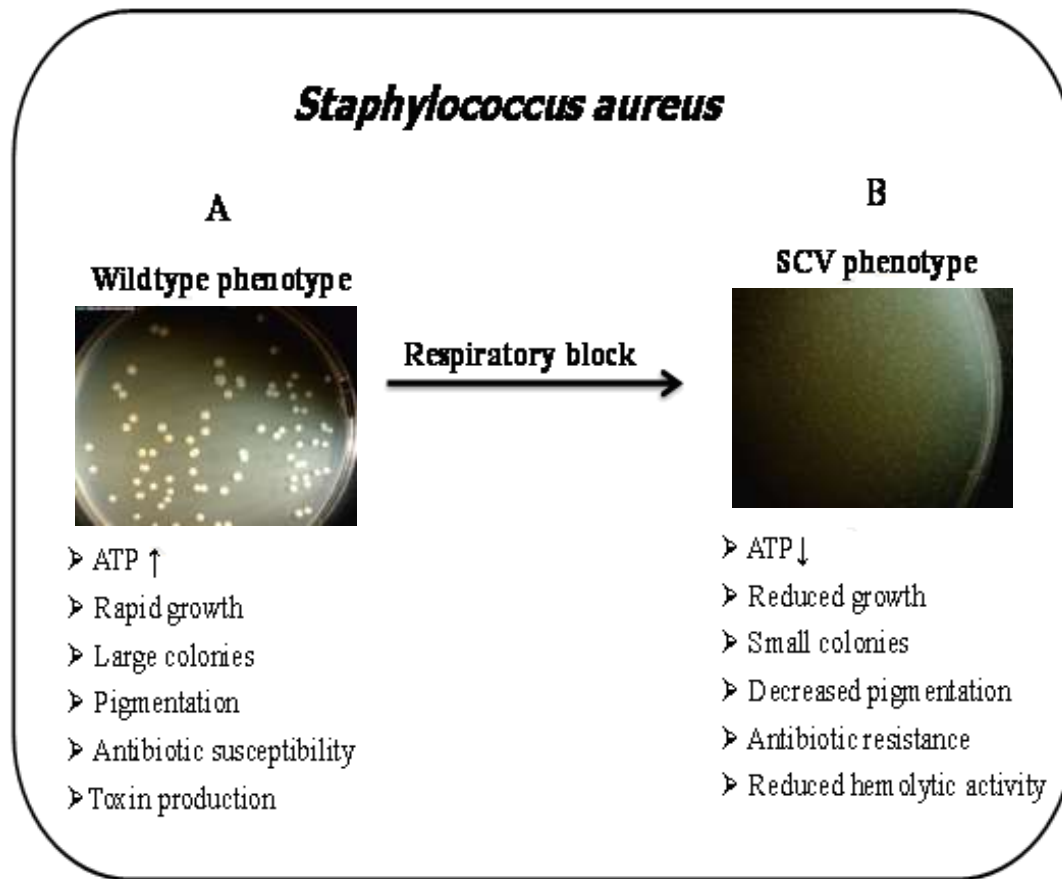 Staphylococcus aureus
A
Wildtype phenotype
➤ ATP ↑
➤ Rapid growth
➤ Large colonies
➤ Pigmentation
➤ Antibiotic susceptibility
➤Toxin production
Respiratory block
B
SCV phenotype
➤ ATP↓
➤ Reduced growth
➤ Small colonies
➤ Decreased pigmentation
➤ Antibiotic resistance
➤ Reduced hemolytic activity